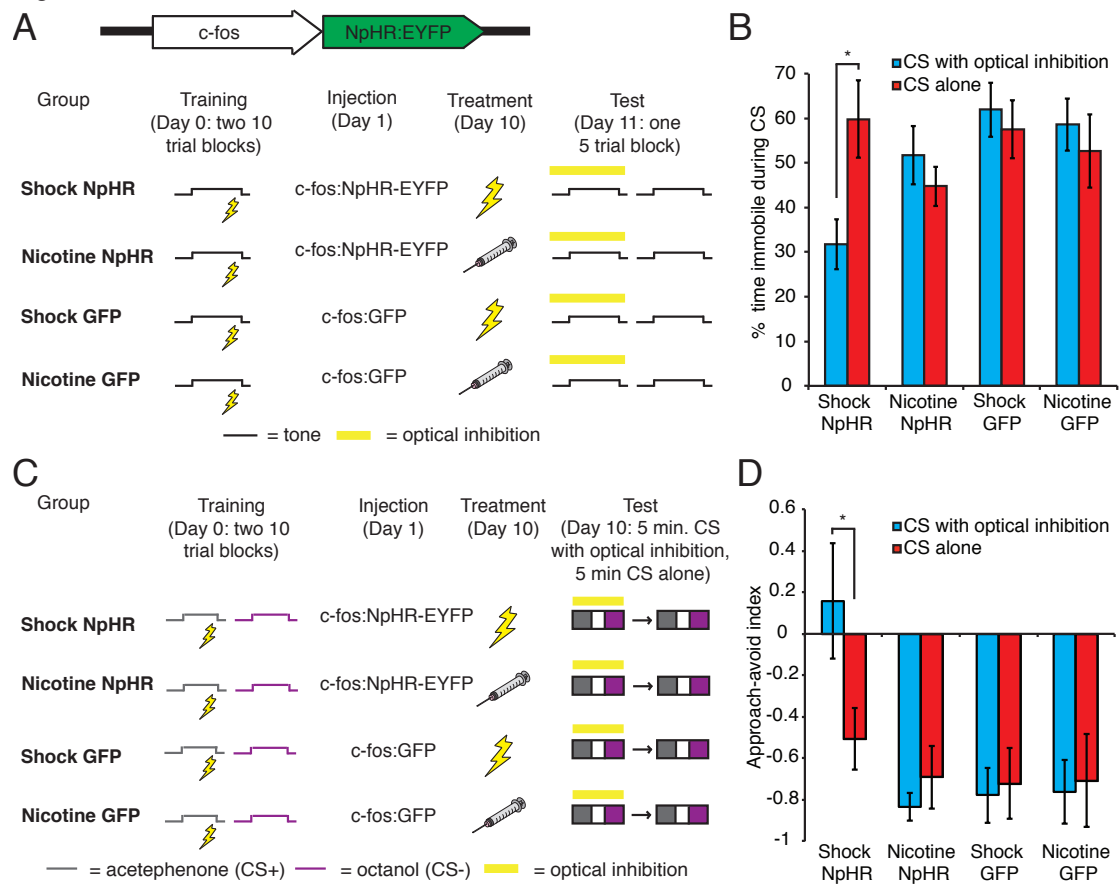 A
c-fos
NpHR:EYFP
Group
Training
(Day 0: two 10
trial blocks)
Injection
(Day 1)
Treatment
(Day 10)
Test
(Day 11: one
5 trial block)
Shock NpHR
c-fos:NpHR-EYFP
Nicotine NpHR
c-fos:NpHR-EYFP
Shock GFP
c-fos:GFP
Nicotine GFP
c-fos:GFP
= tone
= optical inhibition
B
CS with optical inhibition
CS alone
*
% time immobile during CS
70
60
50
40
30
20
10
0
Shock
NpHR
Nicotine
NpHR
Shock
GFP
Nicotine
GFP
C
Group
Training
(Day 0: two 10
trial blocks)
Injection
(Day 1)
Treatment
(Day 10)
Test
(Day 10: 5 min. CS
with optical inhibition,
5 min CS alone)
Shock NpHR
c-fos:NpHR-EYFP
Nicotine NpHR
c-fos:NpHR-EYFP
Shock GFP
c-fos:GFP
Nicotine GFP
c-fos:GFP
= acetephenone (CS+)
= octanol (CS-)
= optical inhibition
D
CS with optical inhibition
CS alone
*
Approach-avoid index
0.6
0.4
0.2
0
-0.2
-0.4
-0.6
-0.8
-1
Shock
NpHR
Nicotine
NpHR
Shock
GFP
Nicotine
GFP